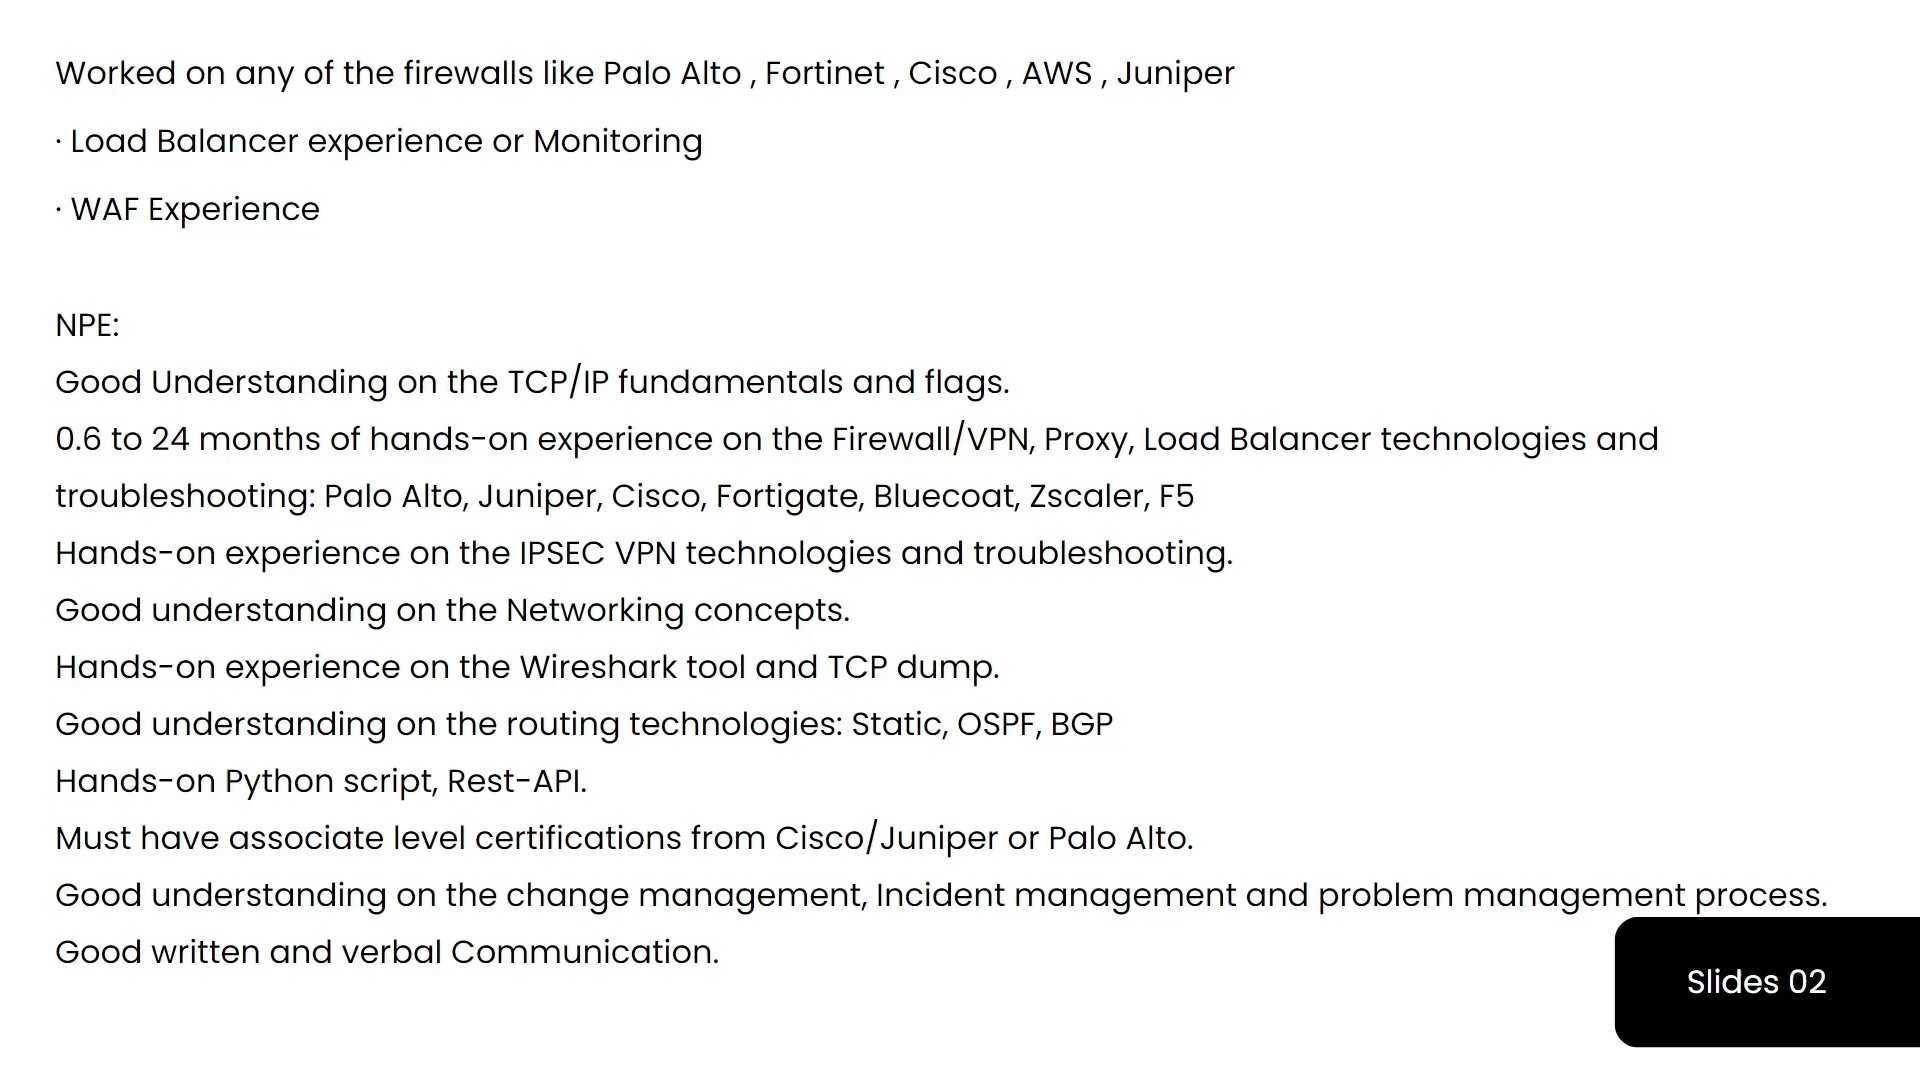 Worked on any of the firewalls like Palo Alto , Fortinet , Cisco , AWS , Juniper
· Load Balancer experience or Monitoring
· WAF Experience
NPE:
Good Understanding on the TCP/IP fundamentals and flags.
0.6 to 24 months of hands-on experience on the Firewall/VPN, Proxy, Load Balancer technologies and
troubleshooting: Palo Alto, Juniper, Cisco, Fortigate, Bluecoat, Zscaler, F5
Hands-on experience on the IPSEC VPN technologies and troubleshooting.
Good understanding on the Networking concepts.
Hands-on experience on the Wireshark tool and TCP dump.
Good understanding on the routing technologies: Static, OSPF, BGP
Hands-on Python script, Rest-API.
Must have associate level certifications from Cisco/Juniper or Palo Alto.
Good understanding on the change management, Incident management and problem management process.
Good written and verbal Communication.
Slides 02